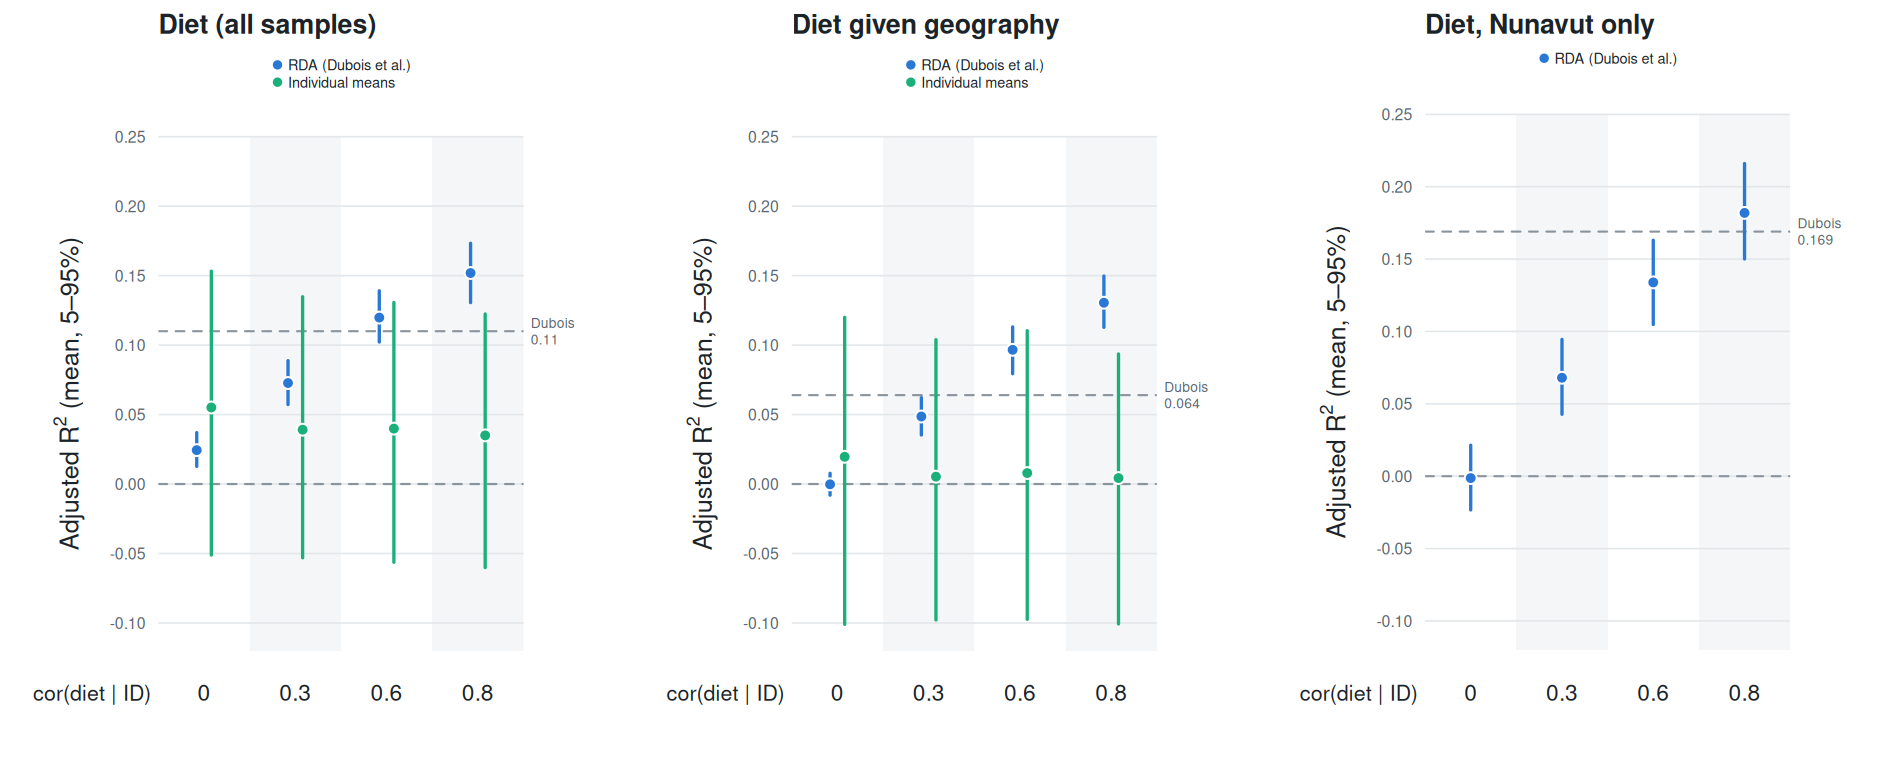 Diet (all samples)
RDA (Dubois et al.)
Individual means
Adjusted R² (mean, 5–95%)
0.25
0.20
0.15
0.10
0.05
0.00
-0.05
-0.10
Dubois
0.11
cor(diet | ID) 0 0.3 0.6 0.8
Diet given geography
RDA (Dubois et al.)
Individual means
Adjusted R² (mean, 5–95%)
0.25
0.20
0.15
0.10
0.05
0.00
-0.05
-0.10
Dubois
0.064
cor(diet | ID) 0 0.3 0.6 0.8
Diet, Nunavut only
RDA (Dubois et al.)
Adjusted R² (mean, 5–95%)
0.25
0.20
0.15
0.10
0.05
0.00
-0.05
-0.10
Dubois
0.169
cor(diet | ID) 0 0.3 0.6 0.8